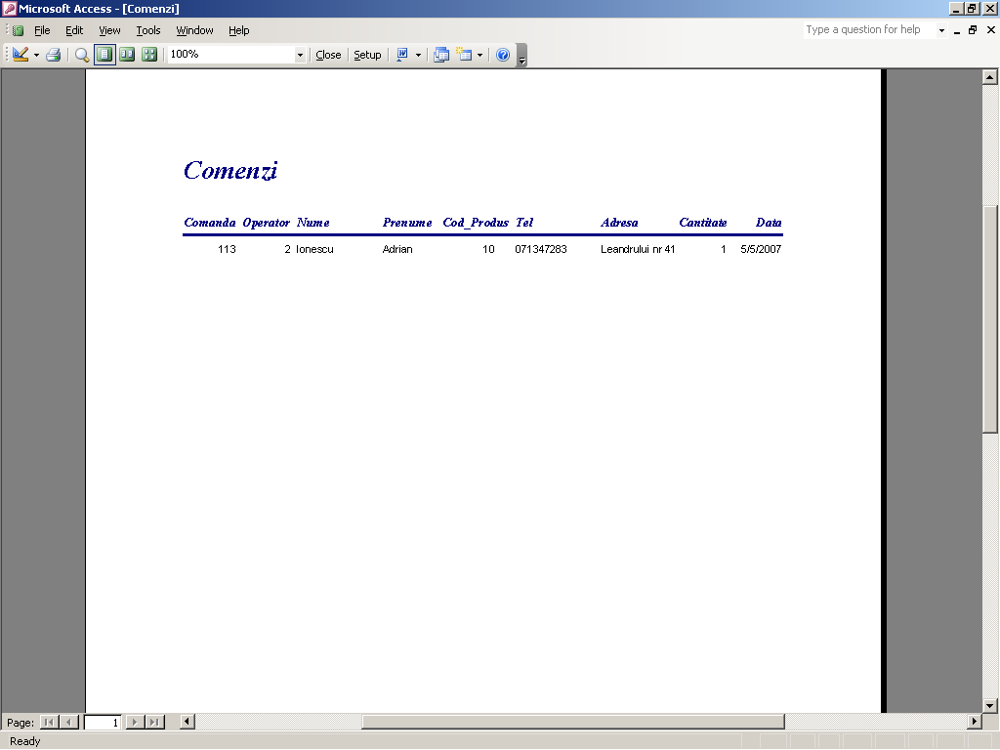 Microsoft Access - [Comenzi]
File Edit View Tools Window Help
Type a question for help
100% Close Setup
Comenzi
Comanda Operator Nume Prenume Cod_Produs Tel Adresa Cantitate Data
113 2 Ionescu Adrian 10 071347283 Leandrului nr 41 1 5/5/2007
Page: 1
Ready